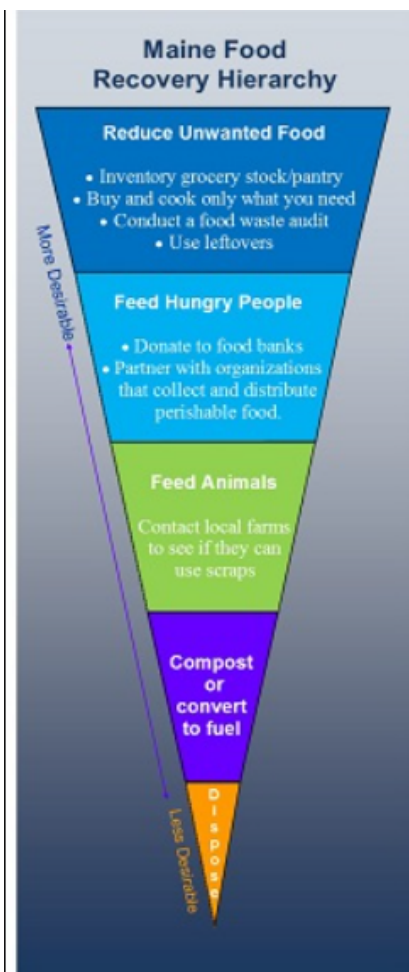 Maine Food
Recovery Hierarchy
Reduce Unwanted Food
• Inventory grocery stock/pantry
• Buy and cook only what you need
• Conduct a food waste audit
• Use leftovers
More Desirable
Feed Hungry People
• Donate to food banks
• Partner with organizations
that collect and distribute
perishable food.
Feed Animals
Contact local farms
to see if they can
use scraps
Compost
or
convert
to fuel
Less Desirable
Dispose